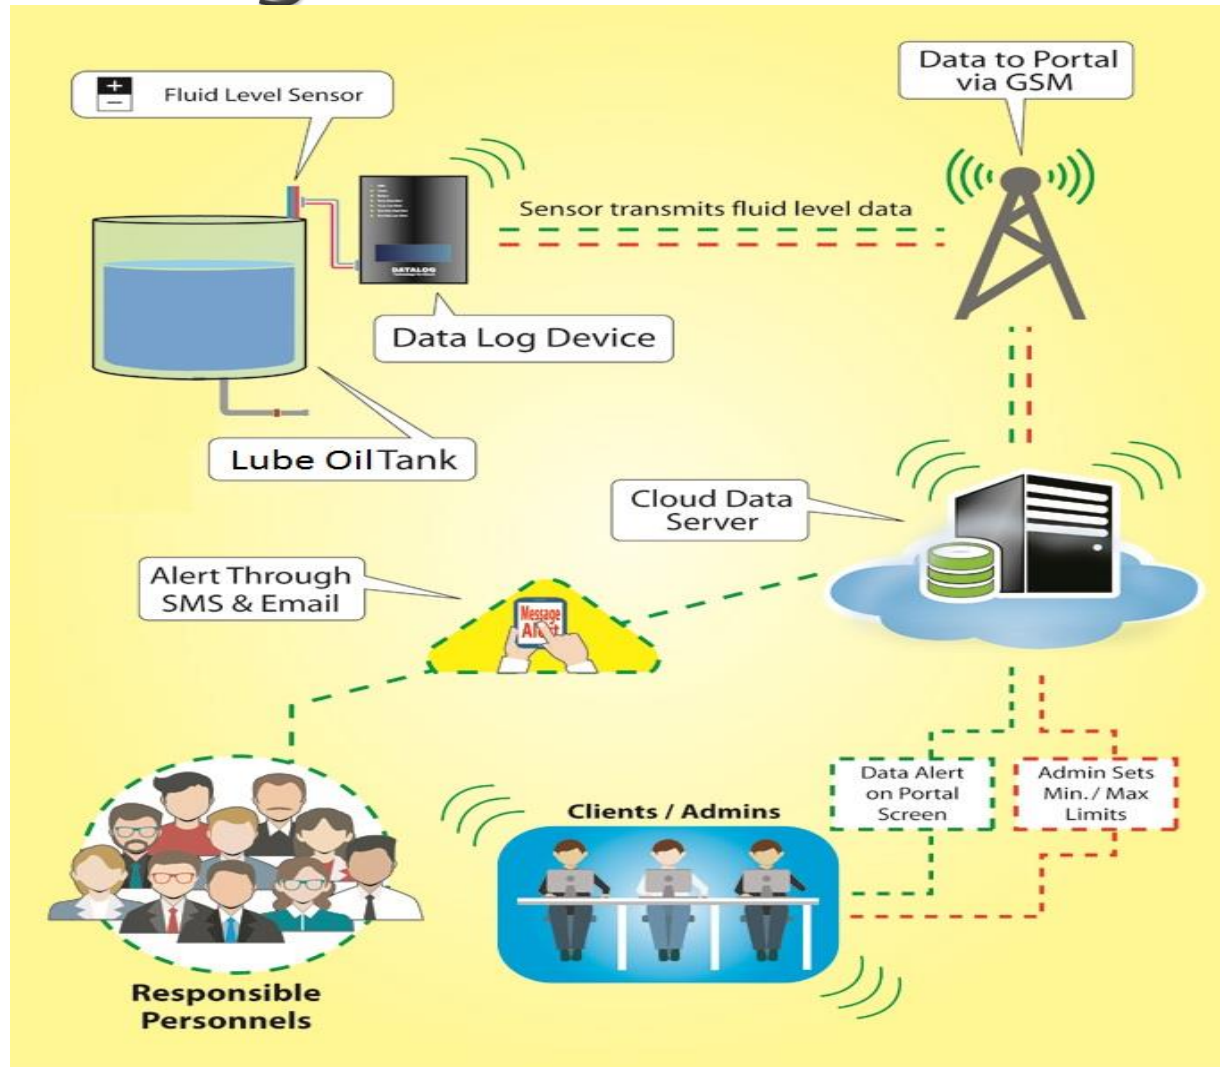 Fluid Level Sensor
Data to Portal
via GSM
Sensor transmits fluid level data
DATALOG
Data Log Device
Lube Oil Tank
Cloud Data
Server
Alert Through
SMS & Email
Message
Alert
Data Alert
on Portal
Screen
Admin Sets
Min./ Max
Limits
Clients / Admins
Responsible
Personnels